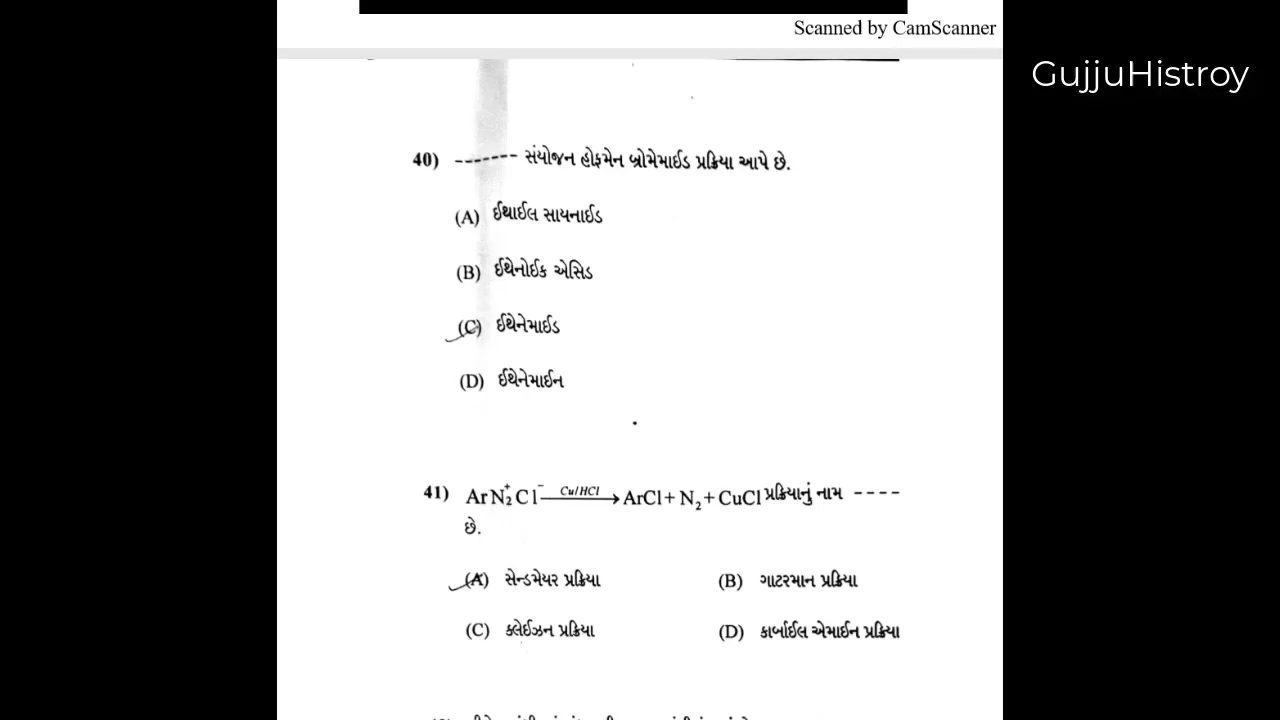 Scanned by CamScanner
GujjuHistroy
40) ------- સંયોજન હોફમેન બ્રોમેમાઈડ પ્રક્રિયા આપે છે.
(A) ઈથાઈલ સાયનાઈડ
(B) ઈથેનોઈક એસિડ
(C) ઈથેનેમાઈડ
(D) ઈથેનેમાઈન
41) ArN₂⁺Cl⁻ —Cu/HCl→ ArCl + N₂ + CuCl પ્રક્રિયાનું નામ ----
છે.
(A) સેન્ડમેયર પ્રક્રિયા (B) ગાટરમાન પ્રક્રિયા
(C) ક્લેઈઝન પ્રક્રિયા (D) કાર્બાઈલ એમાઈન પ્રક્રિયા